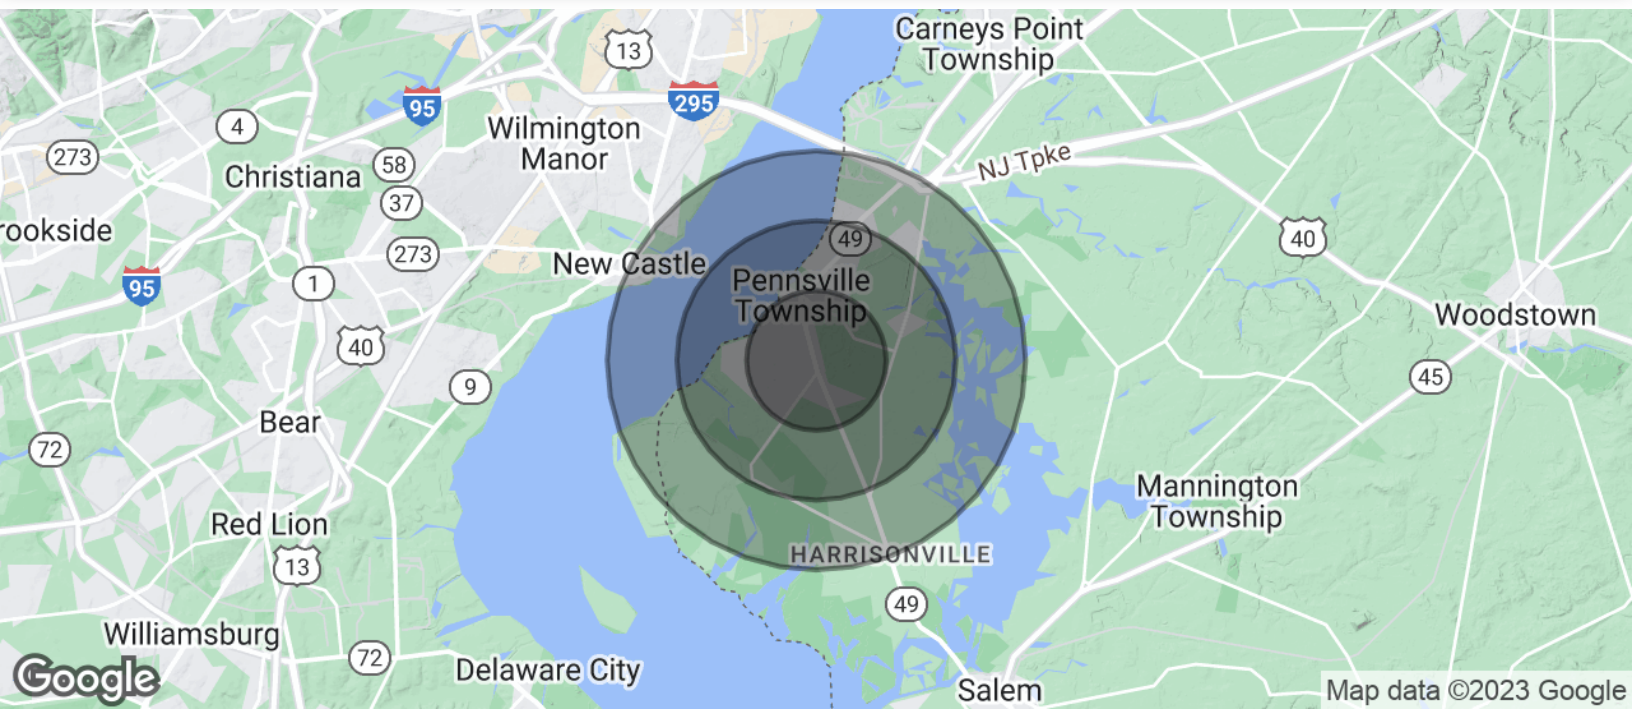 Carneys Point
Township
13
95
295
4
Wilmington
Manor
273
58
NJ Tpke
Christiana
37
rookside
49
40
273
New Castle
95
1
Pennsville
Township
Woodstown
40
45
9
Bear
72
Mannington
Township
Red Lion
HARRISONVILLE
13
49
Williamsburg
72
Delaware City
Google
Salem
Map data ©2023 Google